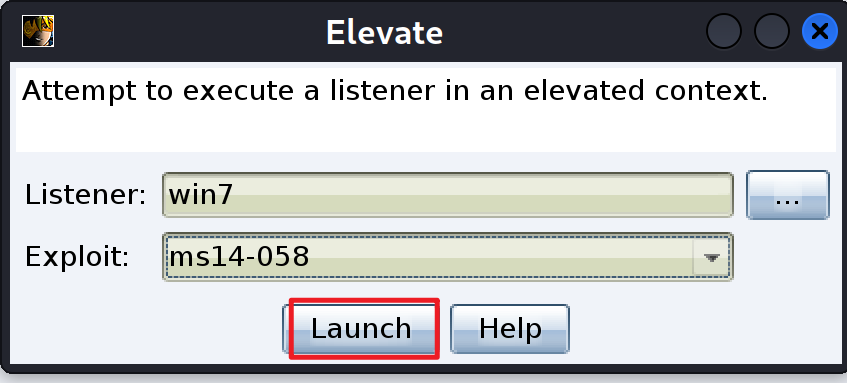 Elevate
Attempt to execute a listener in an elevated context.
Listener: win7 ...
Exploit: ms14-058
Launch Help